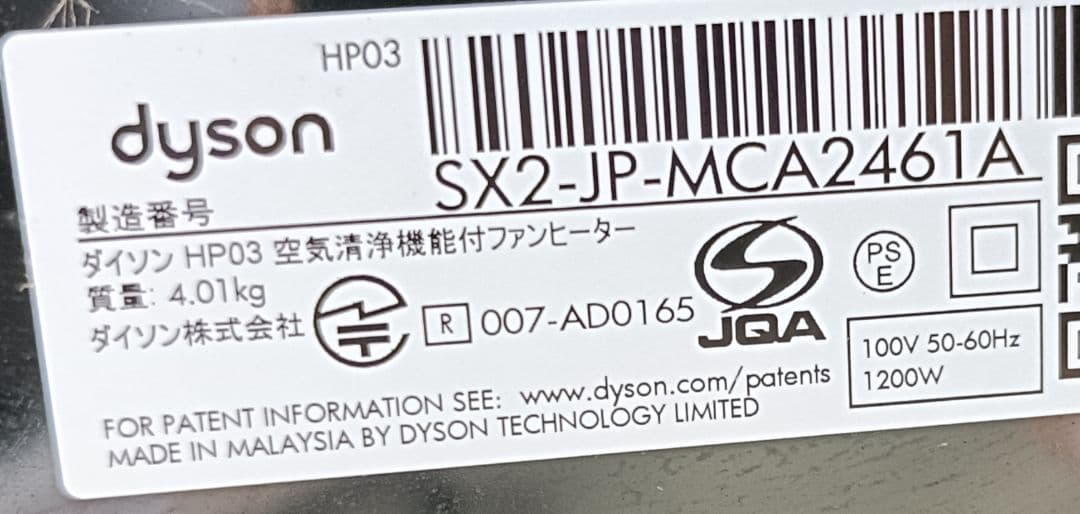 HP03
dyson
SX2-JP-MCA2461A
製造番号
ダイソン HP03 空気清浄機能付ファンヒーター
質量: 4.01kg
ダイソン株式会社
R 007-AD0165
JQA
PS
E
100V 50-60Hz
1200W
FOR PATENT INFORMATION SEE: www.dyson.com/patents
MADE IN MALAYSIA BY DYSON TECHNOLOGY LIMITED